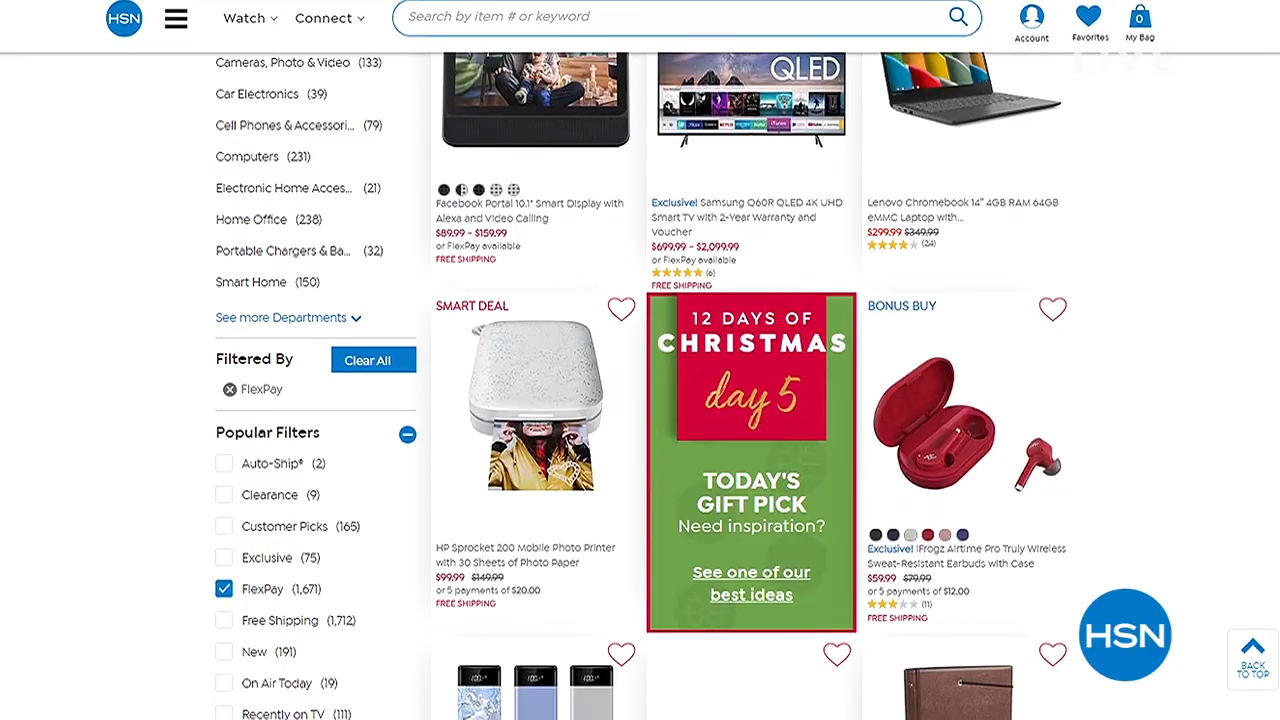 HSN
Watch
Connect
Search by item # or keyword
Account
Favorites
0
My Bag
LIVE
Cameras, Photo & Video (133)
Car Electronics (39)
Cell Phones & Accessori... (79)
Computers (231)
Electronic Home Acces... (21)
Home Office (238)
Portable Chargers & Ba... (32)
Smart Home (150)
See more Departments
Filtered By
Clear All
FlexPay
Popular Filters
Auto-Ship® (2)
Clearance (9)
Customer Picks (165)
Exclusive (75)
FlexPay (1,671)
Free Shipping (1,712)
New (191)
On Air Today (19)
Recently on TV (111)
Facebook Portal 10.1" Smart Display with
Alexa and Video Calling
$89.99 - $159.99
or FlexPay available
FREE SHIPPING
QLED
Exclusive! Samsung Q60R QLED 4K UHD
Smart TV with 2-Year Warranty and
Voucher
$699.99 - $2,099.99
or FlexPay available
(6)
FREE SHIPPING
Lenovo Chromebook 14" 4GB RAM 64GB
eMMC Laptop with...
$299.99 $349.99
(24)
SMART DEAL
HP Sprocket 200 Mobile Photo Printer
with 30 Sheets of Photo Paper
$99.99 $149.99
or 5 payments of $20.00
FREE SHIPPING
12 DAYS OF
CHRISTMAS
day 5
TODAY'S
GIFT PICK
Need inspiration?
See one of our
best ideas
BONUS BUY
Exclusive! iFrogz Airtime Pro Truly Wireless
Sweat-Resistant Earbuds with Case
$59.99 $79.99
or 5 payments of $12.00
(11)
FREE SHIPPING
HSN
BACK
TO TOP